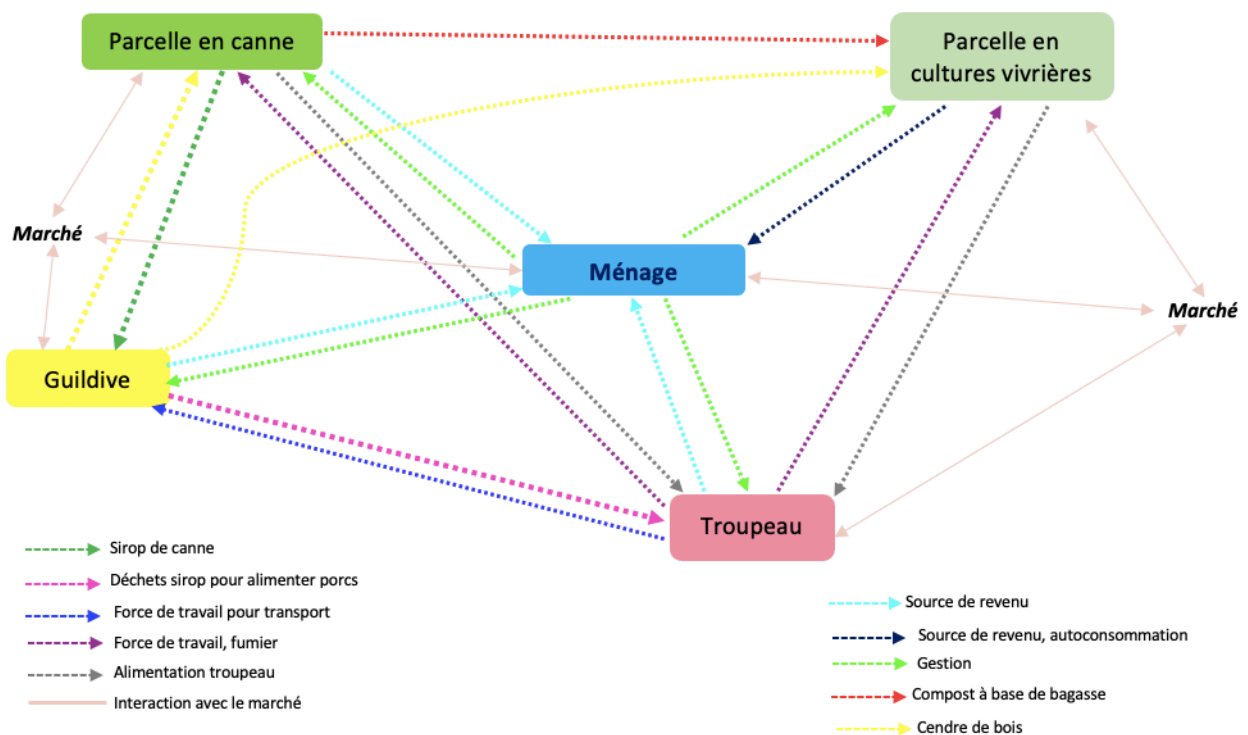 Parcelle en canne
Parcelle en
cultures vivrières
Marché
Ménage
Marché
Guildive
Troupeau
Sirop de canne
Déchets sirop pour alimenter porcs
Force de travail pour transport
Force de travail, fumier
Alimentation troupeau
Interaction avec le marché
Source de revenu
Source de revenu, autoconsommation
Gestion
Compost à base de bagasse
Cendre de bois